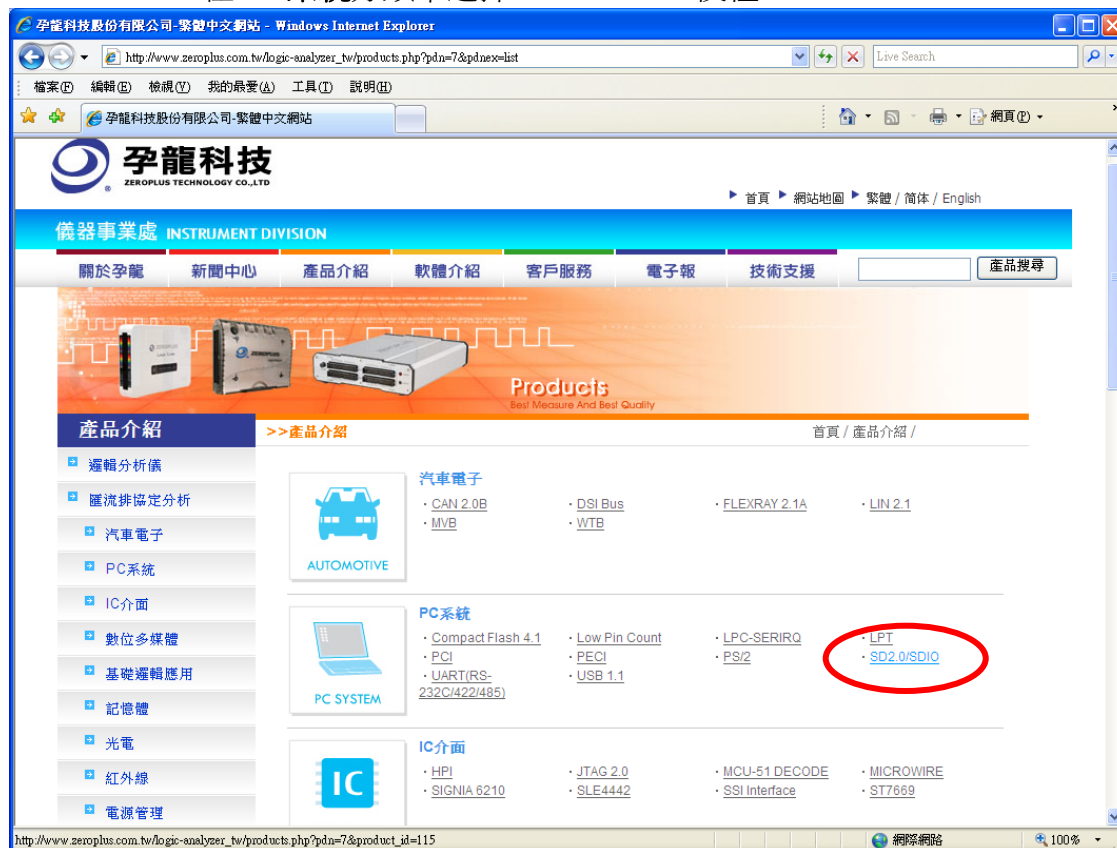 孕龍科技股份有限公司-繁體中文網站 - Windows Internet Explorer
http://www.zeroplus.com.tw/logic-analyzer_tw/products.php?pdn=7&pdnex=list
Live Search
檔案(F) 編輯(E) 檢視(V) 我的最愛(A) 工具(T) 說明(H)
孕龍科技股份有限公司-繁體中文網站
網頁(P)
孕龍科技
ZEROPLUS TECHNOLOGY CO.,LTD
首頁 網站地圖 繁體 / 简体 / English
儀器事業處 INSTRUMENT DIVISION
關於孕龍 新聞中心 產品介紹 軟體介紹 客戶服務 電子報 技術支援 產品搜尋
Products
Best Measure And Best Quality
產品介紹
>>產品介紹
首頁 / 產品介紹 /
邏輯分析儀
匯流排協定分析
汽車電子
PC系統
IC介面
數位多媒體
基礎邏輯應用
記憶體
光電
紅外線
電源管理
AUTOMOTIVE
汽車電子
· CAN 2.0B · DSI Bus · FLEXRAY 2.1A · LIN 2.1
· MVB · WTB
PC SYSTEM
PC系統
· Compact Flash 4.1 · Low Pin Count · LPC-SERIRQ · LPT
· PCI · PECI · PS/2 · SD2.0/SDIO
· UART(RS-232C/422/485) · USB 1.1
IC
IC介面
· HPI · JTAG 2.0 · MCU-51 DECODE · MICROWIRE
· SIGNIA 6210 · SLE4442 · SSI Interface · ST7669
http://www.zeroplus.com.tw/logic-analyzer_tw/products.php?pdn=7&product_id=115
網際網路
100%